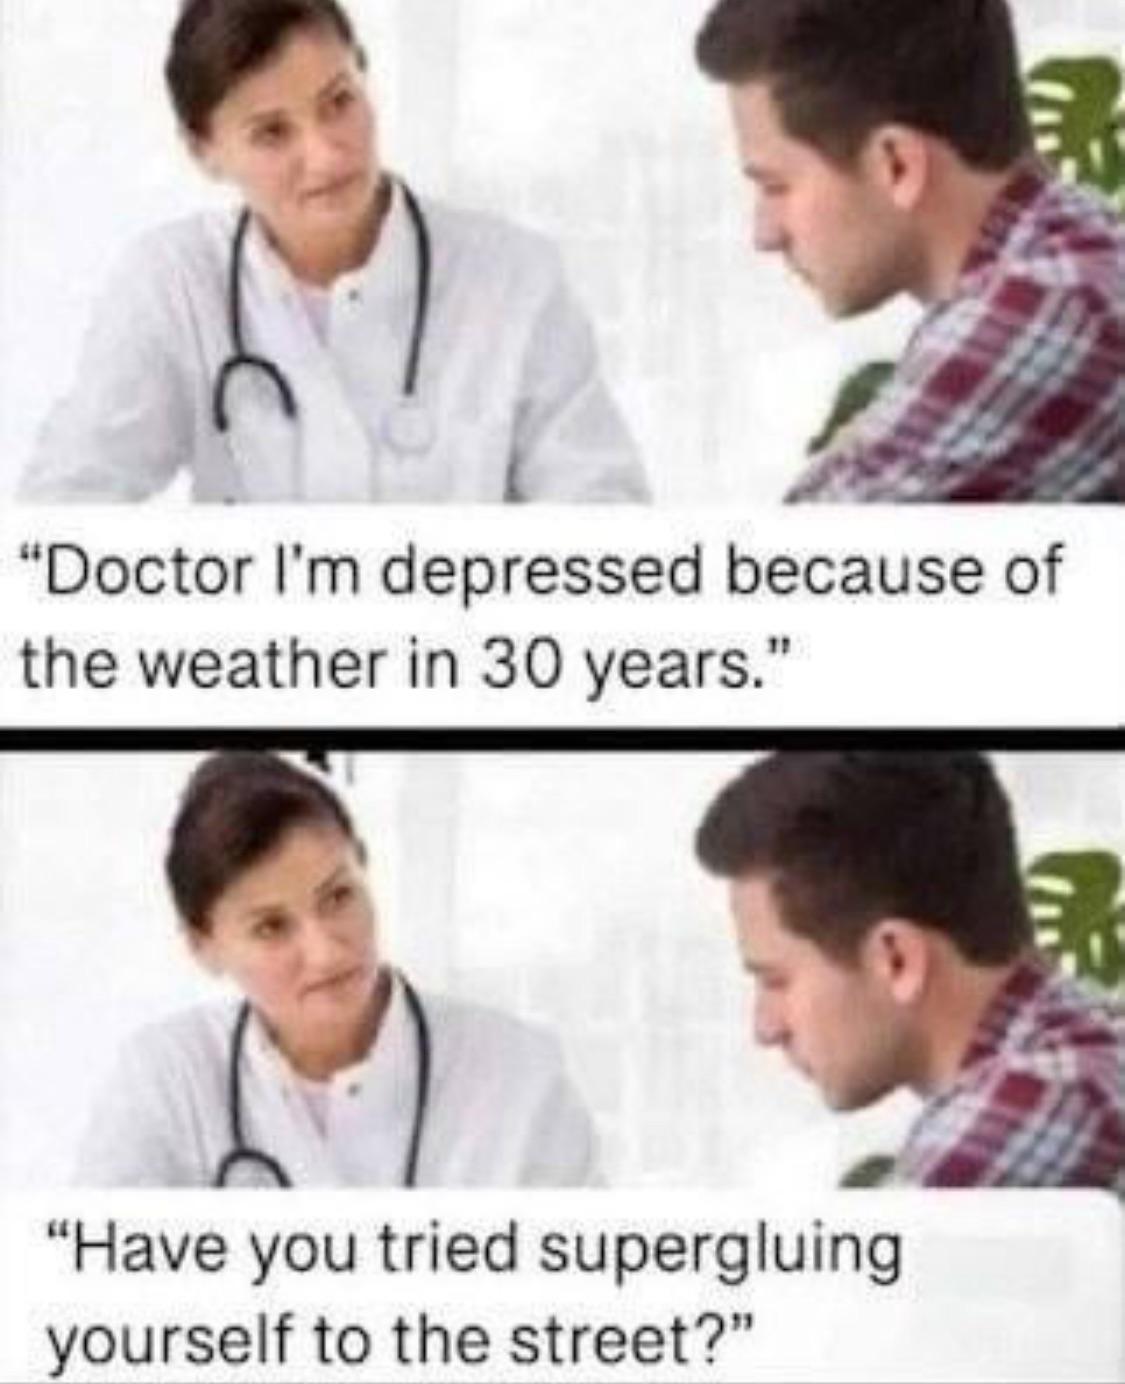 “Doctor I'm depressed because of
the weather in 30 years.”
“Have you tried supergluing
yourself to the street?”